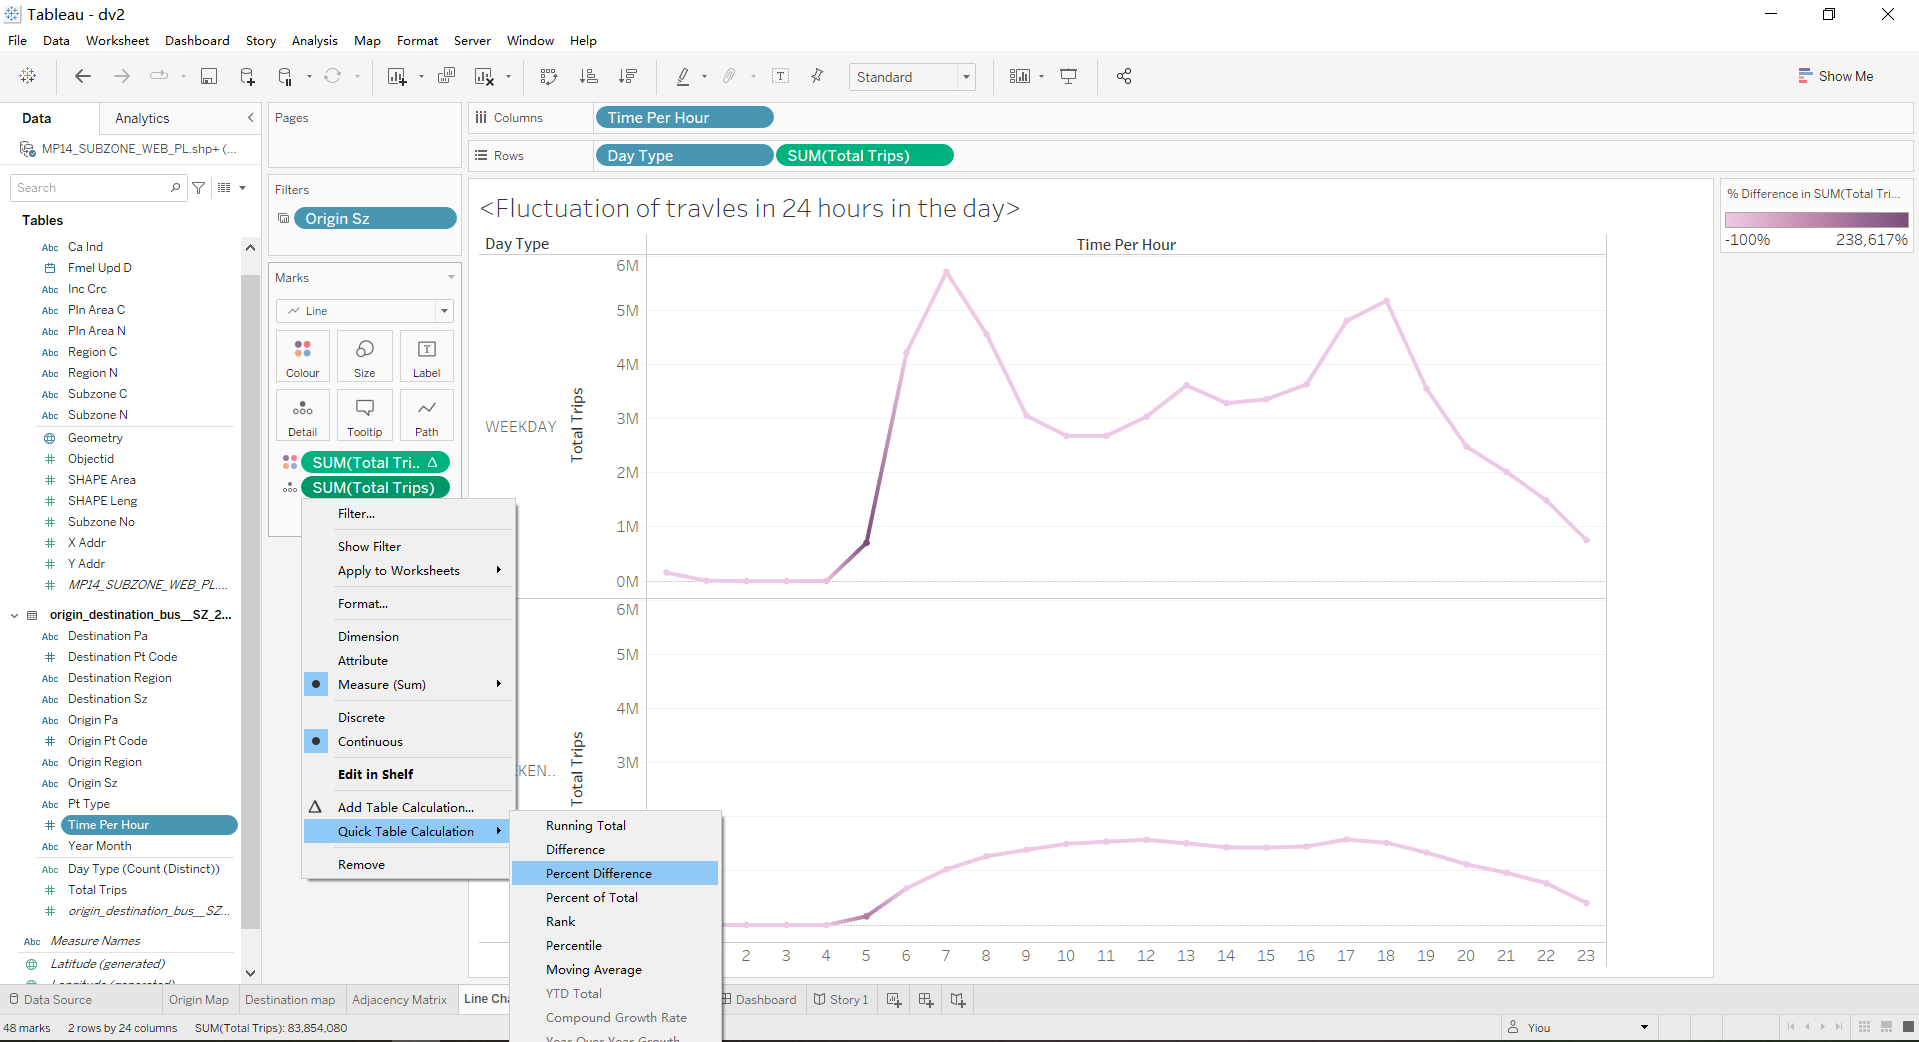 Tableau - dv2
File Data Worksheet Dashboard Story Analysis Map Format Server Window Help
Standard
Show Me
Data Analytics
MP14_SUBZONE_WEB_PL.shp+ (...
Search
Tables
Ca Ind
Fmel Upd D
Inc Crc
Pln Area C
Pln Area N
Region C
Region N
Subzone C
Subzone N
Geometry
Objectid
SHAPE Area
SHAPE Leng
Subzone No
X Addr
Y Addr
MP14_SUBZONE_WEB_PL....
origin_destination_bus__SZ_2...
Destination Pa
Destination Pt Code
Destination Region
Destination Sz
Origin Pa
Origin Pt Code
Origin Region
Origin Sz
Pt Type
Time Per Hour
Year Month
Day Type (Count (Distinct))
Total Trips
origin_destination_bus__SZ...
Measure Names
Latitude (generated)
Longitude (generated)
Pages
Filters
Origin Sz
Marks
Line
Colour Size Label
Detail Tooltip Path
SUM(Total Tri.. Δ
SUM(Total Trips)
Filter...
Show Filter
Apply to Worksheets
Format...
Dimension
Attribute
Measure (Sum)
Discrete
Continuous
Edit in Shelf
Add Table Calculation...
Quick Table Calculation
Remove
Running Total
Difference
Percent Difference
Percent of Total
Rank
Percentile
Moving Average
YTD Total
Compound Growth Rate
Year Over Year Growth
Columns Time Per Hour
Rows Day Type SUM(Total Trips)
<Fluctuation of travles in 24 hours in the day>
Day Type
Time Per Hour
6M
5M
4M
3M
2M
1M
0M
WEEKDAY
Total Trips
6M
5M
4M
3M
KEN..
Total Trips
2 3 4 5 6 7 8 9 10 11 12 13 14 15 16 17 18 19 20 21 22 23
% Difference in SUM(Total Tri...
-100% 238,617%
Data Source Origin Map Destination map Adjacency Matrix Line Cha Dashboard Story 1
48 marks 2 rows by 24 columns SUM(Total Trips): 83,854,080
Yiou